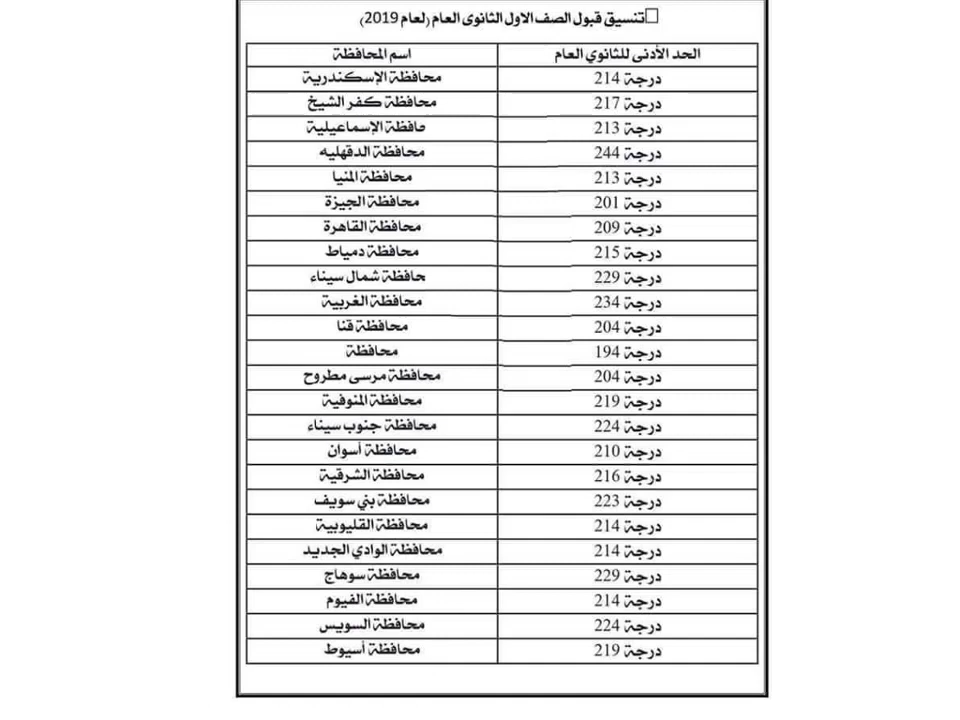 □تنسيق قبول الصف الاول الثانوى العام (لعام 2019)
الحد الأدنى للثانوي العام اسم المحافظة
214 درجة محافظة الإسكندرية
217 درجة محافظة كفر الشيخ
213 درجة حافظة الإسماعيلية
244 درجة محافظة الدقهليه
213 درجة محافظة المنيا
201 درجة محافظة الجيزة
209 درجة محافظة القاهرة
215 درجة محافظة دمياط
229 درجة حافظة شمال سيناء
234 درجة محافظة الغربية
204 درجة محافظة قنا
194 درجة محافظة
204 درجة محافظة مرسى مطروح
219 درجة محافظة المنوفية
224 درجة محافظة جنوب سيناء
210 درجة محافظة أسوان
216 درجة محافظة الشرقية
223 درجة محافظة بني سويف
214 درجة محافظة القليوبية
214 درجة محافظة الوادي الجديد
229 درجة محافظة سوهاج
214 درجة محافظة الفيوم
224 درجة محافظة السويس
219 درجة محافظة أسيوط